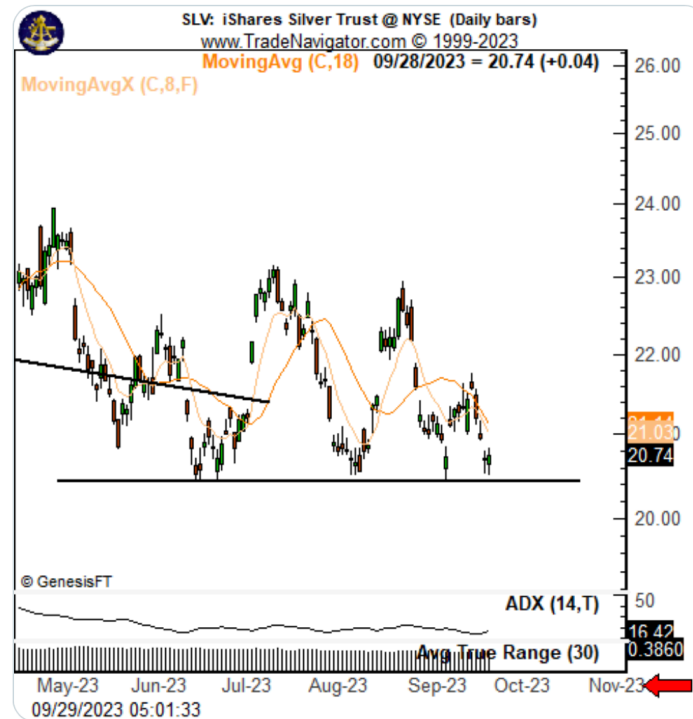 SLV: iShares Silver Trust @ NYSE (Daily bars)
www.TradeNavigator.com © 1999-2023
MovingAvg (C,18) 09/28/2023 = 20.74 (+0.04)
MovingAvgX (C,8,F)
26.00
25.00
24.00
23.00
22.00
21.03
20.74
20.00
© GenesisFT
ADX (14,T)
50
16.42
Avg True Range (30)
0.3860
May-23 Jun-23 Jul-23 Aug-23 Sep-23 Oct-23 Nov-23
09/29/2023 05:01:33